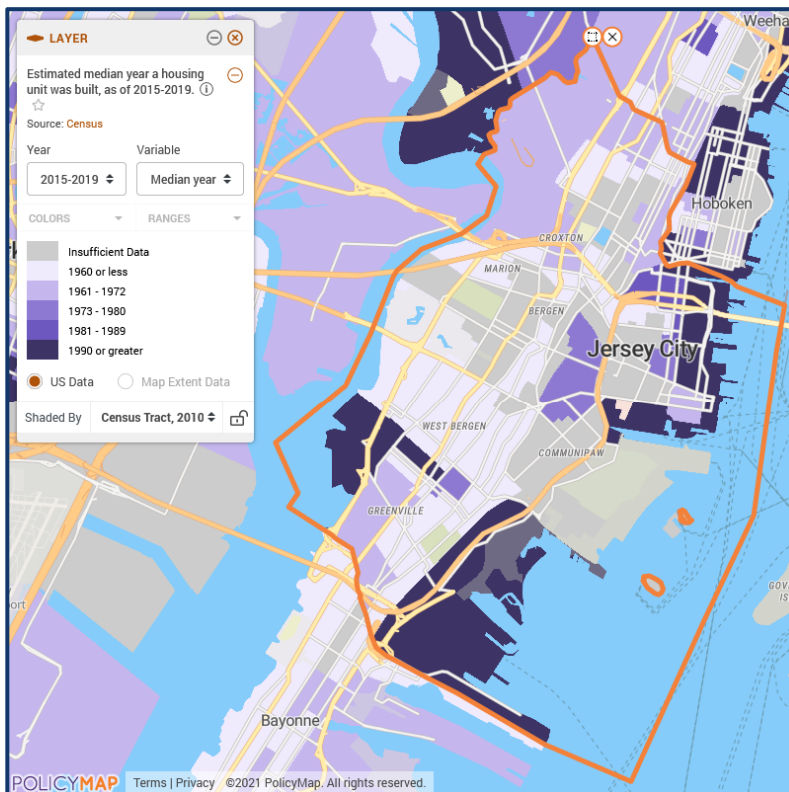 LAYER
Estimated median year a housing
unit was built, as of 2015-2019.
Source: Census
Year
Variable
2015-2019
Median year
COLORS
RANGES
Insufficient Data
1960 or less
1961 - 1972
1973 - 1980
1981 - 1989
1990 or greater
US Data
Map Extent Data
Shaded By
Census Tract, 2010
Weeha
Hoboken
CROXTON
MARION
BERGEN
Jersey City
WEST BERGEN
COMMUNIPAW
GREENVILLE
GOV
IS
port
Bayonne
POLICYMAP
Terms | Privacy ©2021 PolicyMap. All rights reserved.